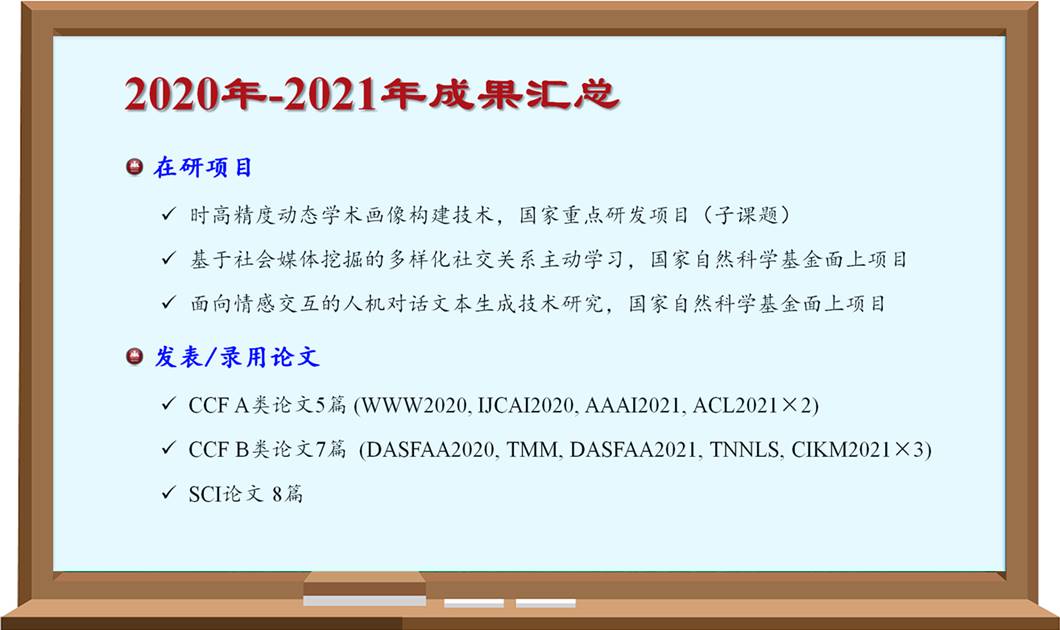 2020年-2021年成果汇总
在研项目
✓ 时高精度动态学术画像构建技术，国家重点研发项目（子课题）
✓ 基于社会媒体挖掘的多样化社交关系主动学习，国家自然科学基金面上项目
✓ 面向情感交互的人机对话文本生成技术研究，国家自然科学基金面上项目
发表/录用论文
✓ CCF A类论文5篇 (WWW2020, IJCAI2020, AAAI2021, ACL2021×2)
✓ CCF B类论文7篇 (DASFAA2020, TMM, DASFAA2021, TNNLS, CIKM2021×3)
✓ SCI论文 8篇